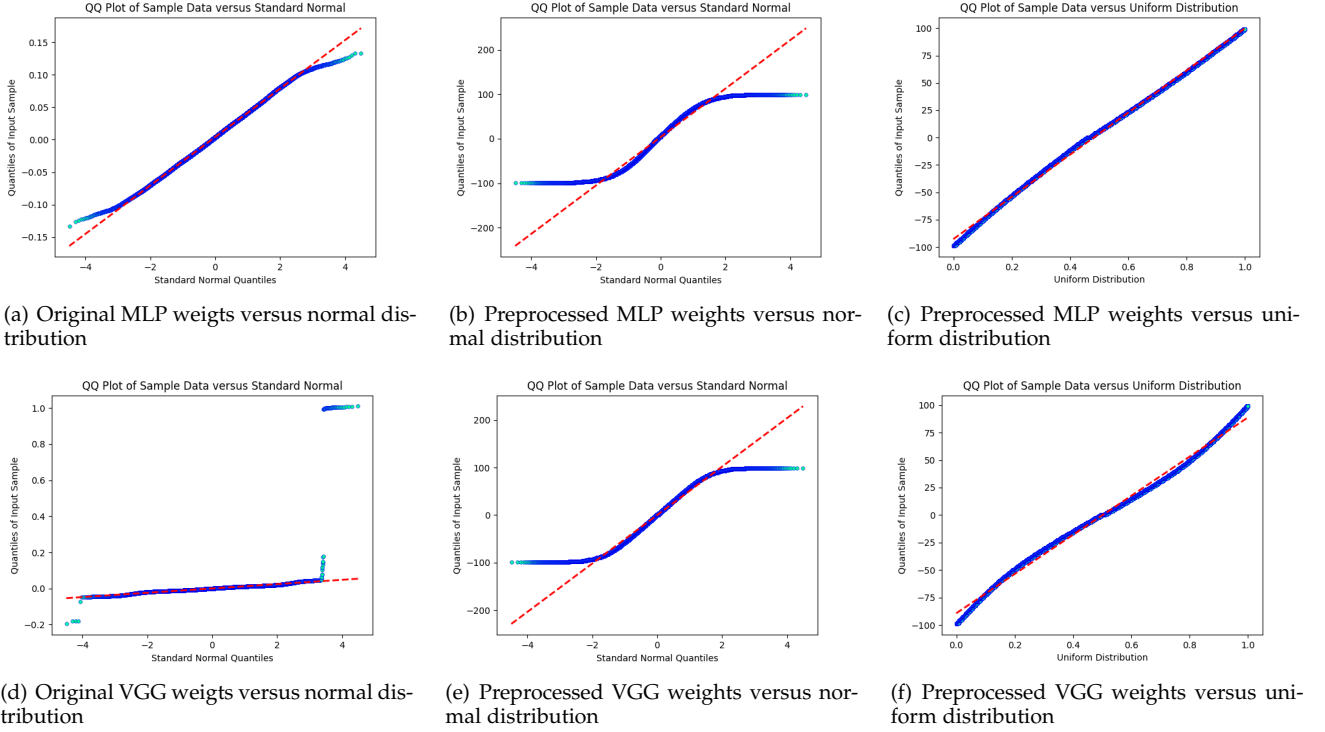 QQ Plot of Sample Data versus Standard Normal
Quantiles of Input Sample
0.15
0.10
0.05
0.00
−0.05
−0.10
−0.15
−4 −2 0 2 4
Standard Normal Quantiles
(a) Original MLP weigts versus normal dis-
tribution
QQ Plot of Sample Data versus Standard Normal
Quantiles of Input Sample
200
100
0
−100
−200
−4 −2 0 2 4
Standard Normal Quantiles
(b) Preprocessed MLP weights versus nor-
mal distribution
QQ Plot of Sample Data versus Uniform Distribution
Quantiles of Input Sample
100
75
50
25
0
−25
−50
−75
−100
0.0 0.2 0.4 0.6 0.8 1.0
Uniform Distribution
(c) Preprocessed MLP weights versus uni-
form distribution
QQ Plot of Sample Data versus Standard Normal
Quantiles of Input Sample
1.0
0.8
0.6
0.4
0.2
0.0
−0.2
−4 −2 0 2 4
Standard Normal Quantiles
(d) Original VGG weigts versus normal dis-
tribution
QQ Plot of Sample Data versus Standard Normal
Quantiles of Input Sample
200
100
0
−100
−200
−4 −2 0 2 4
Standard Normal Quantiles
(e) Preprocessed VGG weights versus nor-
mal distribution
QQ Plot of Sample Data versus Uniform Distribution
Quantiles of Input Sample
100
75
50
25
0
−25
−50
−75
−100
0.0 0.2 0.4 0.6 0.8 1.0
Uniform Distribution
(f) Preprocessed VGG weights versus uni-
form distribution